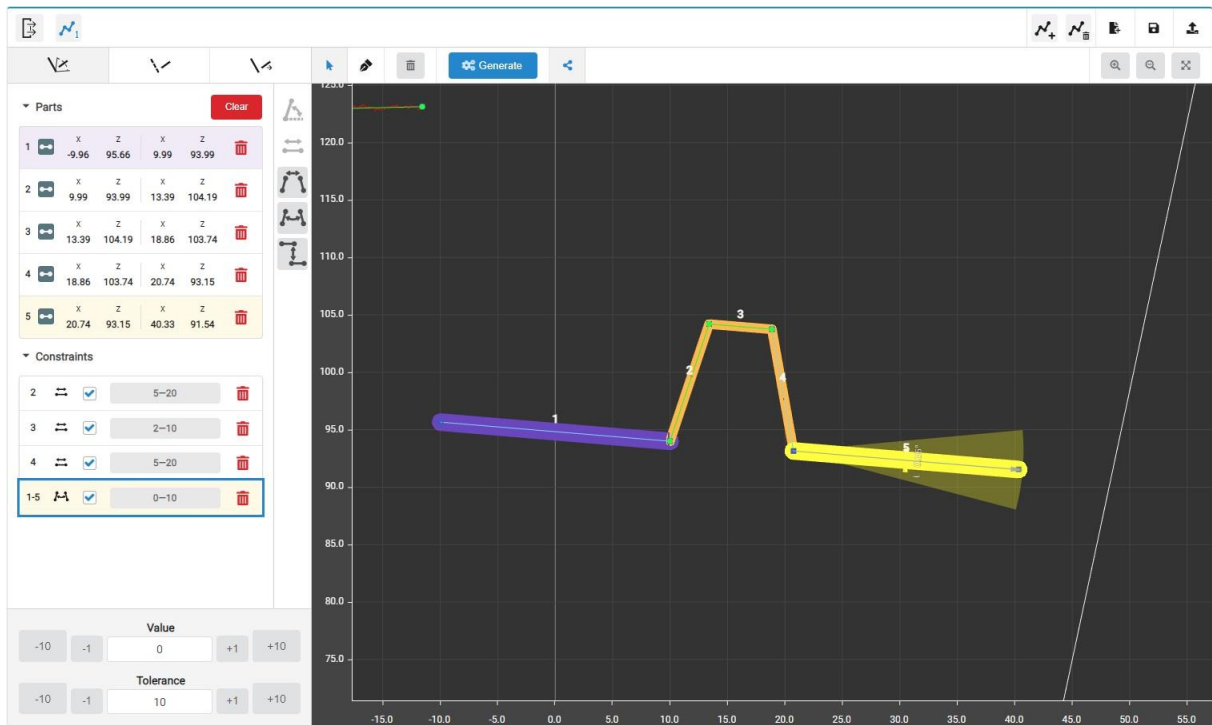 1
Generate
Parts
Clear
1 X Z X Z
-9.96 95.66 9.99 93.99
2 X Z X Z
9.99 93.99 13.39 104.19
3 X Z X Z
13.39 104.19 18.86 103.74
4 X Z X Z
18.86 103.74 20.74 93.15
5 X Z X Z
20.74 93.15 40.33 91.54
Constraints
2 5–20
3 2–10
4 5–20
1-5 0–10
Value
-10 -1 0 +1 +10
Tolerance
-10 -1 10 +1 +10
125.0
120.0
115.0
110.0
105.0
100.0
95.0
90.0
85.0
80.0
75.0
3
2
4
1
5
-15.0 -10.0 -5.0 0.0 5.0 10.0 15.0 20.0 25.0 30.0 35.0 40.0 45.0 50.0 55.0